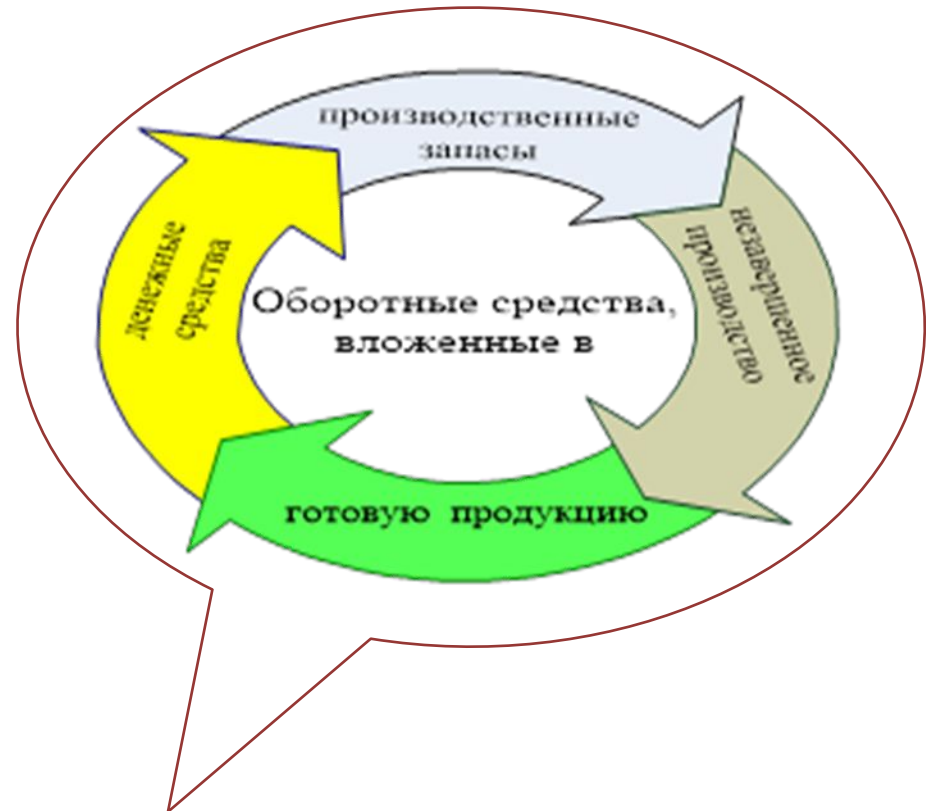 производственные
запасы
незавершенное
производство
Оборотные средства,
вложенные в
денежные
средства
готовую продукцию